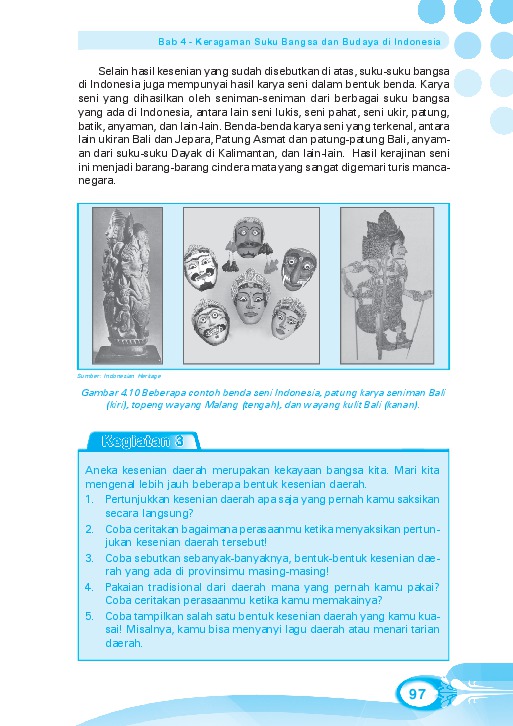 Bab 4 - Keragaman Suku Bangsa dan Budaya di Indonesia
Selain hasil kesenian yang sudah disebutkan di atas, suku-suku bangsa
di Indonesia juga mempunyai hasil karya seni dalam bentuk benda. Karya
seni yang dihasilkan oleh seniman-seniman dari berbagai suku bangsa
yang ada di Indonesia, antara lain seni lukis, seni pahat, seni ukir, patung,
batik, anyaman, dan lain-lain. Benda-benda karya seni yang terkenal, antara
lain ukiran Bali dan Jepara, Patung Asmat dan patung-patung Bali, anyam-
an dari suku-suku Dayak di Kalimantan, dan lain-lain. Hasil kerajinan seni
ini menjadi barang-barang cindera mata yang sangat digemari turis manca-
negara.
Sumber: Indonesian Heritage
Gambar 4.10 Beberapa contoh benda seni Indonesia, patung karya seniman Bali
(kiri), topeng wayang Malang (tengah), dan wayang kulit Bali (kanan).
Kegiatan 3
Aneka kesenian daerah merupakan kekayaan bangsa kita. Mari kita
mengenal lebih jauh beberapa bentuk kesenian daerah.
1. Pertunjukkan kesenian daerah apa saja yang pernah kamu saksikan
secara langsung?
2. Coba ceritakan bagaimana perasaanmu ketika menyaksikan pertun-
jukan kesenian daerah tersebut!
3. Coba sebutkan sebanyak-banyaknya, bentuk-bentuk kesenian dae-
rah yang ada di provinsimu masing-masing!
4. Pakaian tradisional dari daerah mana yang pernah kamu pakai?
Coba ceritakan perasaanmu ketika kamu memakainya?
5. Coba tampilkan salah satu bentuk kesenian daerah yang kamu kua-
sai! Misalnya, kamu bisa menyanyi lagu daerah atau menari tarian
daerah.
97